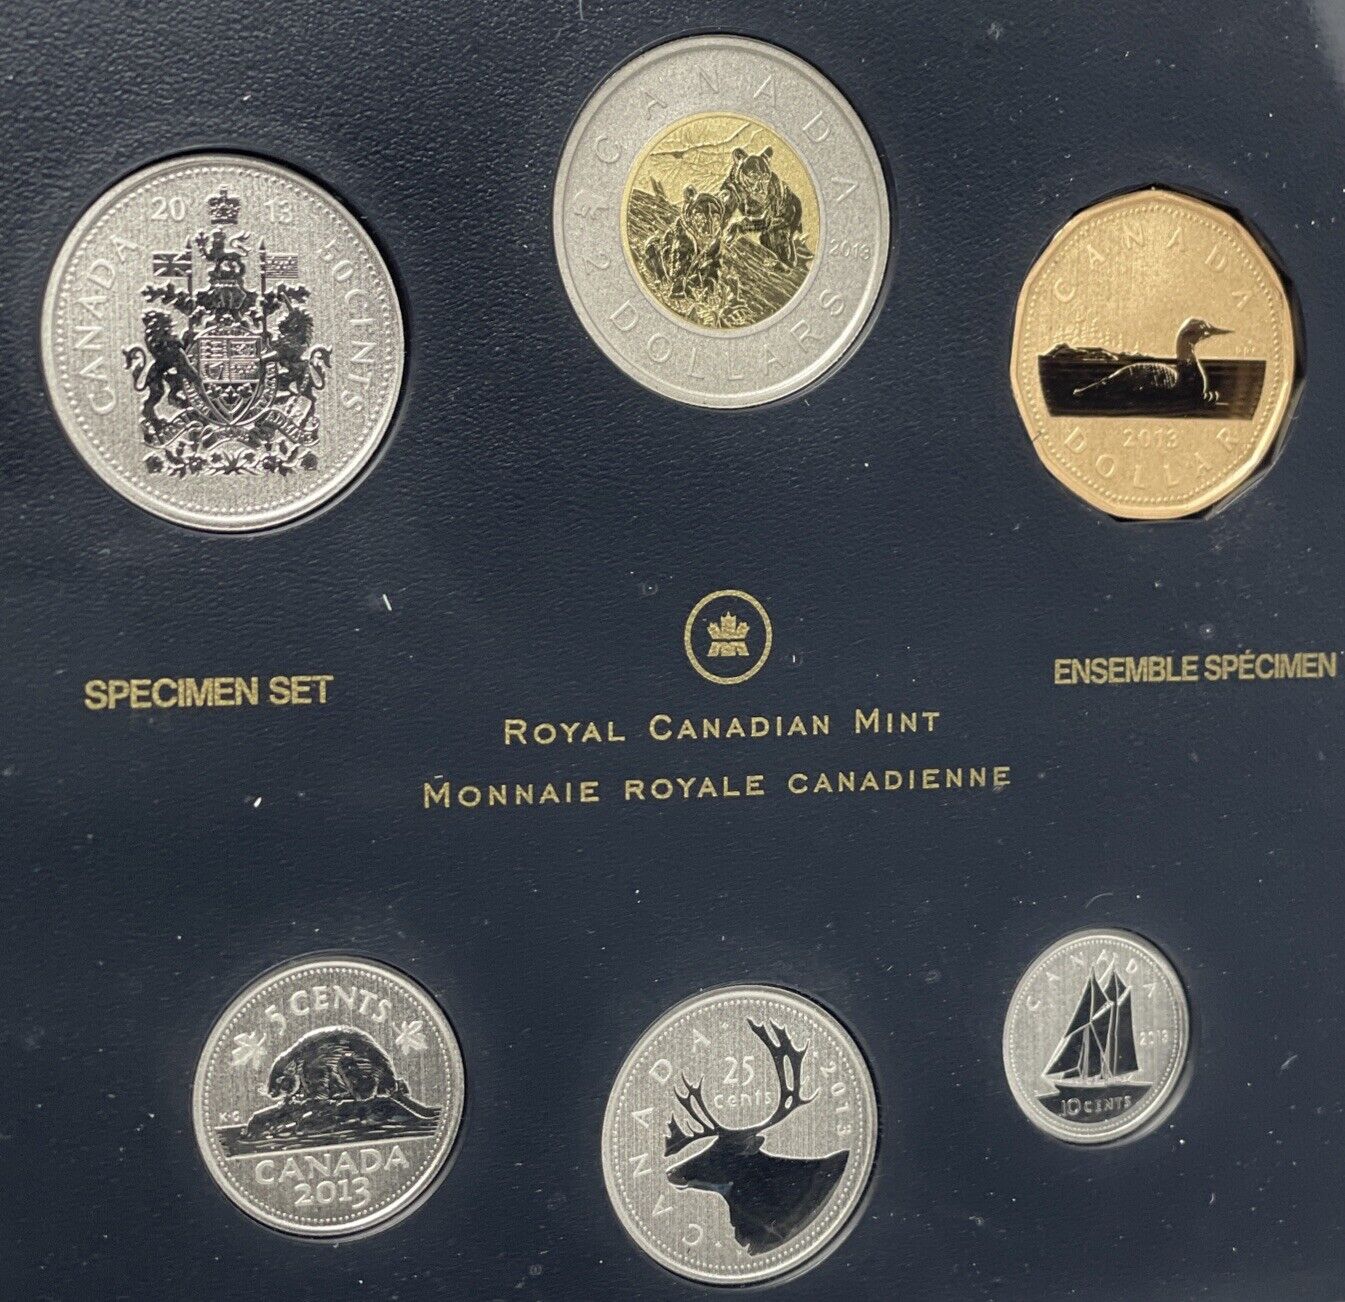 20 13
CANADA
50 CENTS
CANADA
2013
2 DOLLARS
CANADA
2013
DOLLAR
SPECIMEN SET
ENSEMBLE SPÉCIMEN
ROYAL CANADIAN MINT
MONNAIE ROYALE CANADIENNE
5 CENTS
K·G
CANADA
2013
CANADA
25
cents
2013
CANADA
2013
10 CENTS